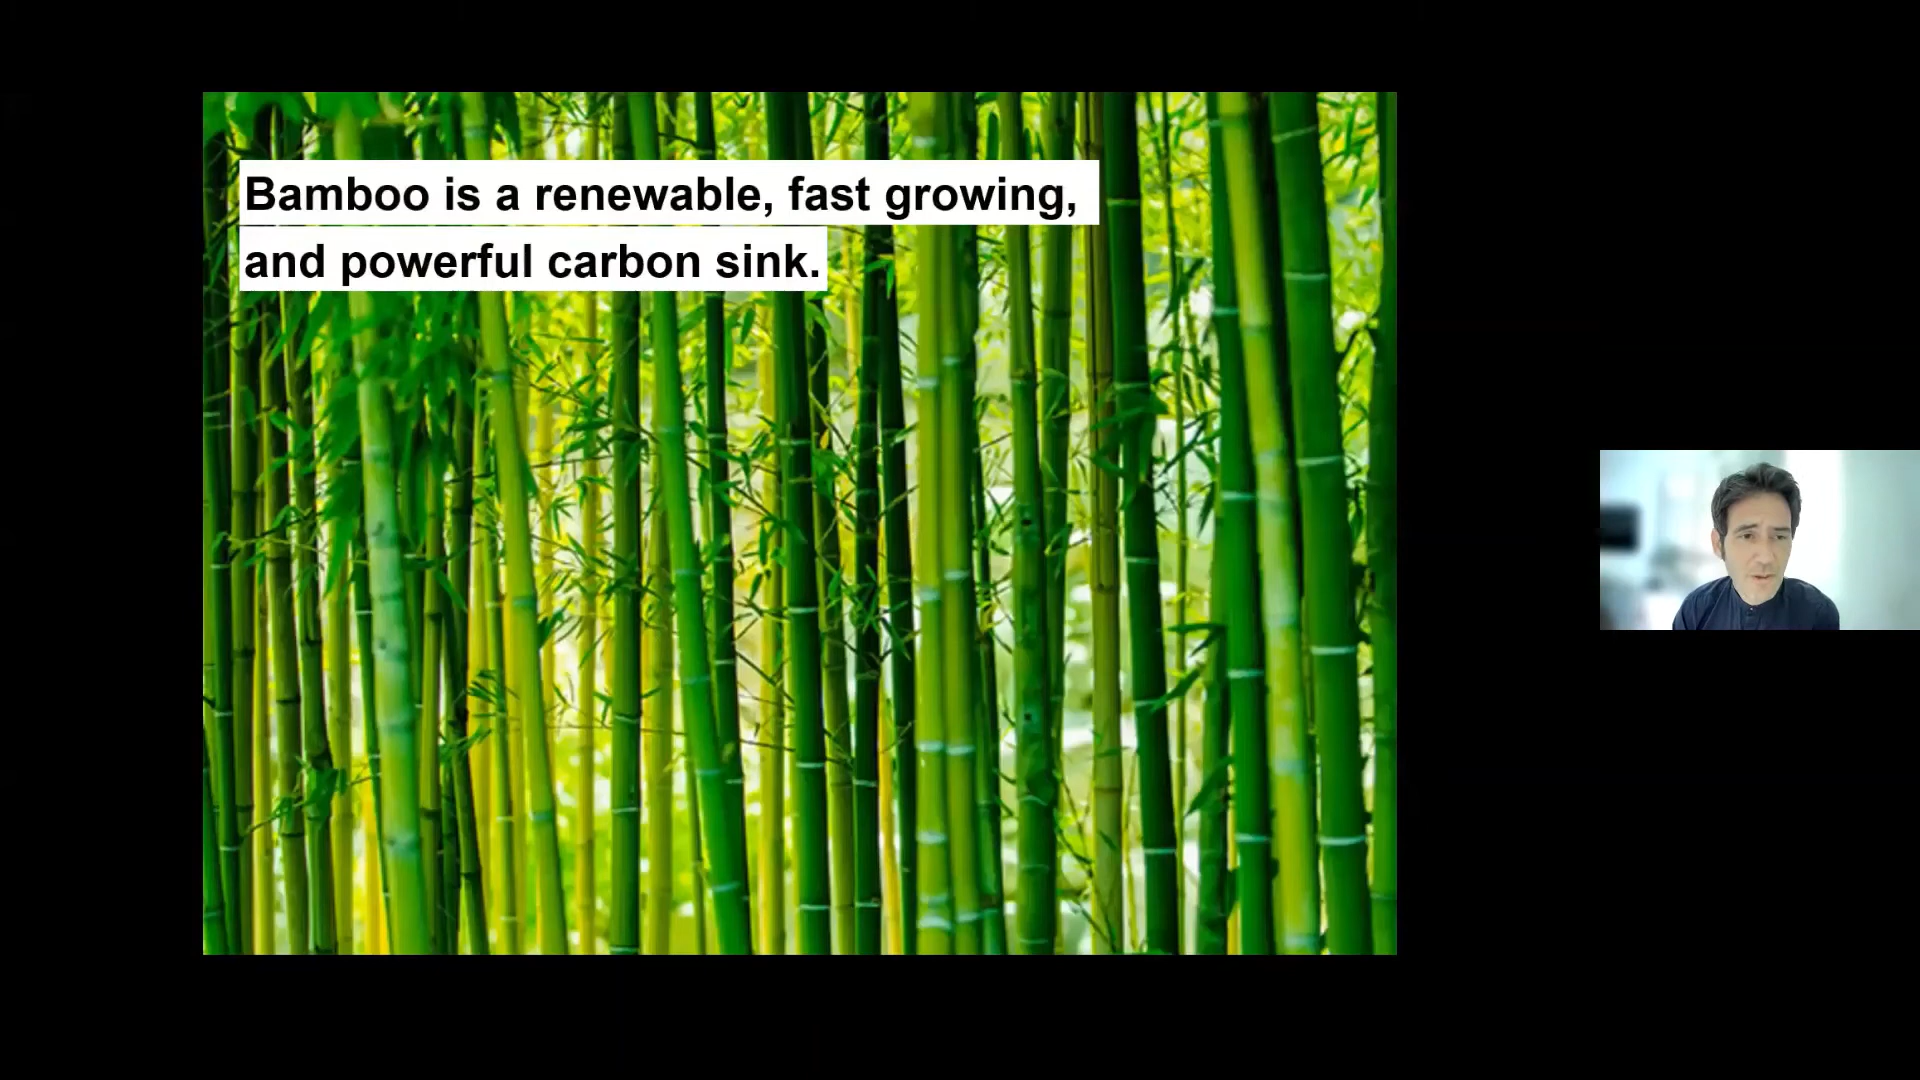 Bamboo is a renewable, fast growing,
and powerful carbon sink.